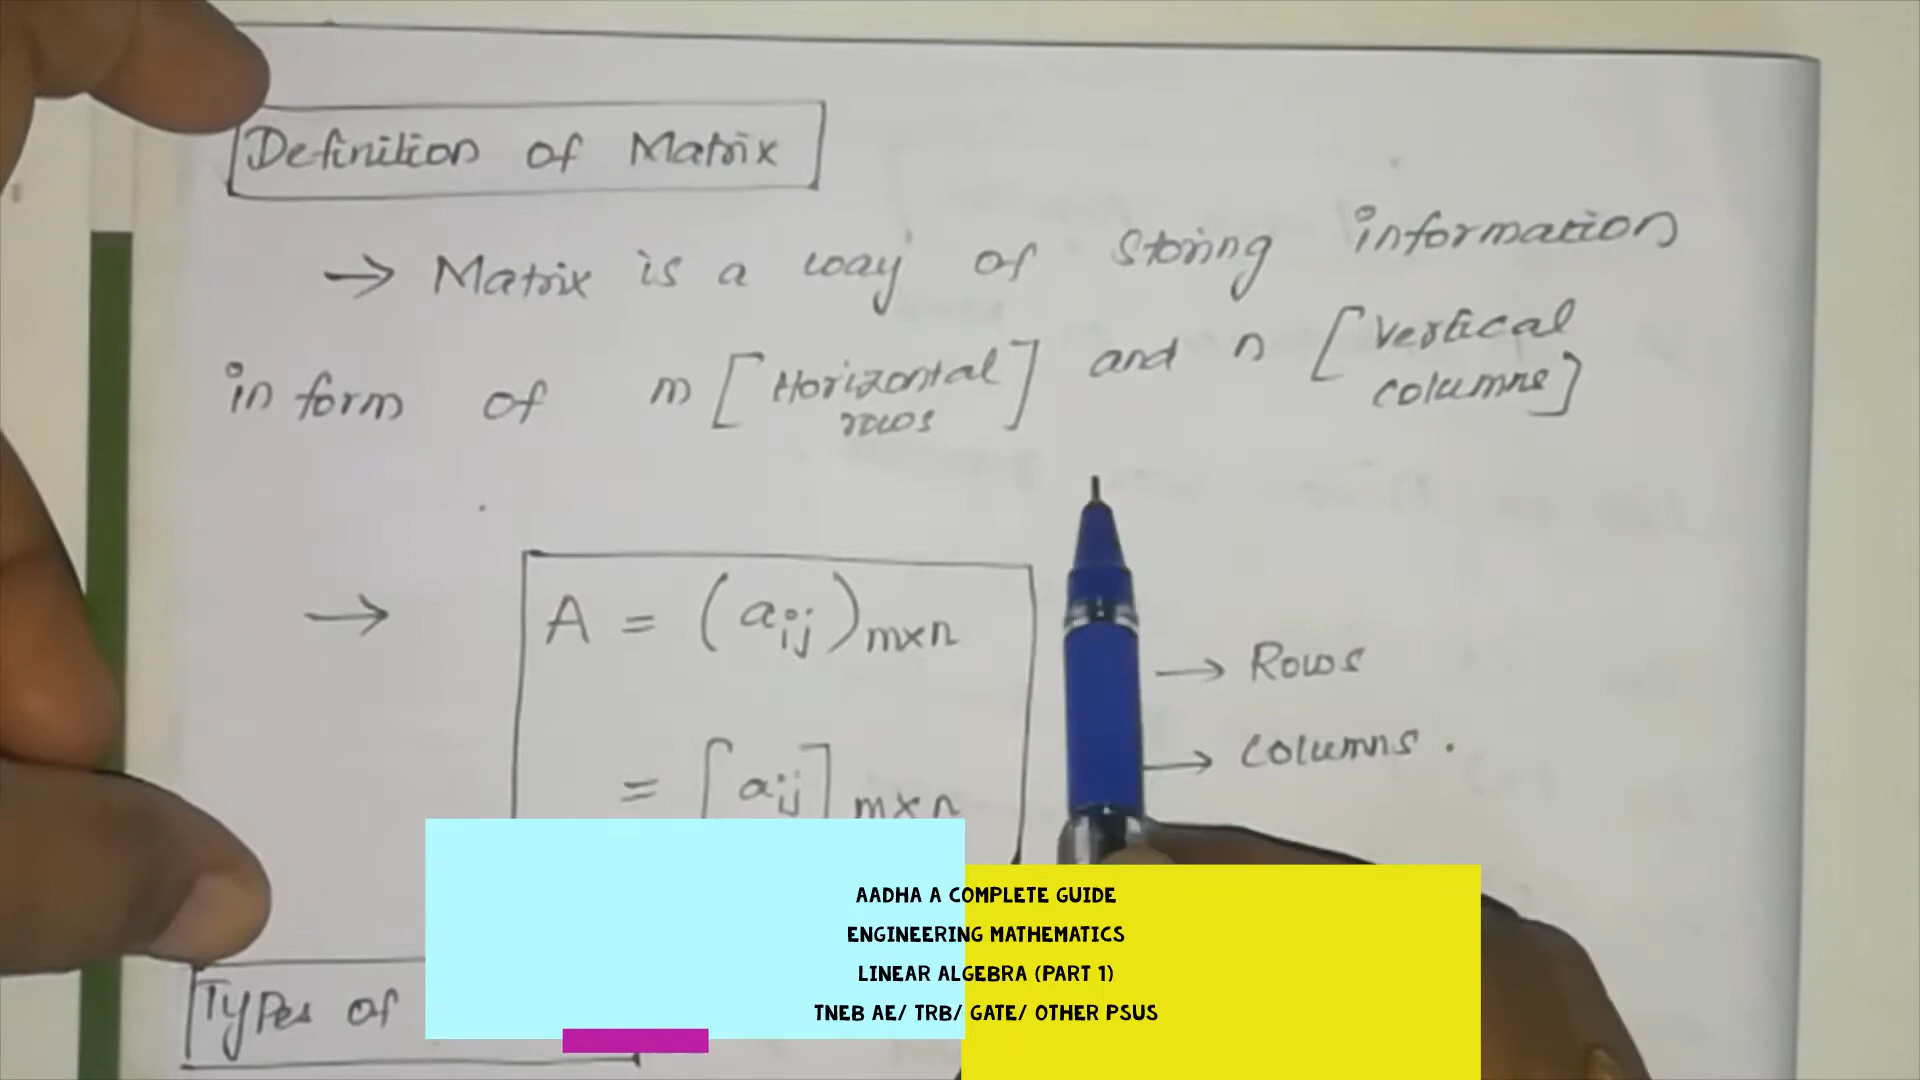 Definition of Matrix
→ Matrix is a way of storing information
in form of m [Horizontal rows] and n [Vertical columns]
→ A = (aij)m×n
→ Rows
→ columns.
= [aij]m×n
AADHA A COMPLETE GUIDE
ENGINEERING MATHEMATICS
LINEAR ALGEBRA (PART 1)
TNEB AE/ TRB/ GATE/ OTHER PSUS
Types of